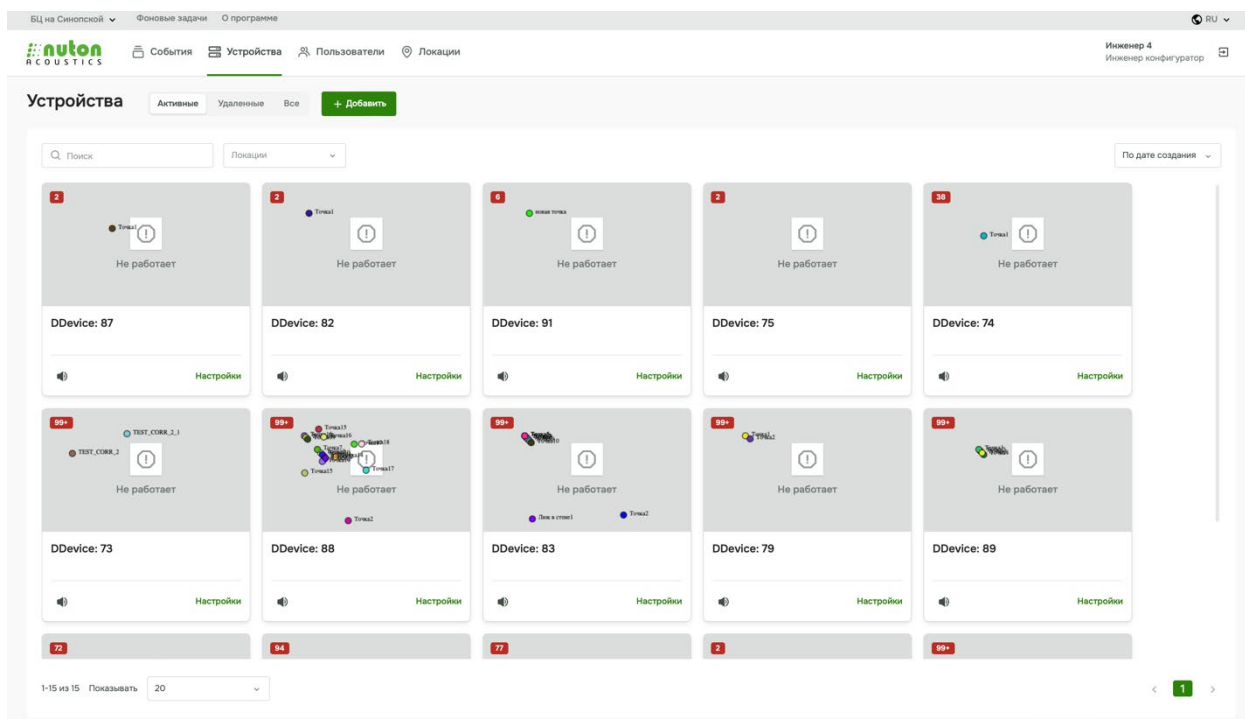 БЦ на Синопской Фоновые задачи О программе RU
nuton
ACOUSTICS
События Устройства Пользователи Локации
Инженер 4
Инженер конфигуратор
Устройства Активные Удаленные Все + Добавить
Поиск Локации По дате создания
2 2 6 2 38
Точка1 Точка1 новая точка Точка1
Не работает Не работает Не работает Не работает Не работает
DDevice: 87 DDevice: 82 DDevice: 91 DDevice: 75 DDevice: 74
Настройки Настройки Настройки Настройки Настройки
99+ 99+ 99+ 99+ 99+
TEST_CORR_2_1 Точка15
TEST_CORR_2 Точка18 Точка2
Точка7
Точка15 Точка17
Не работает Не работает Не работает Не работает Не работает
Точка2 Люк в стене1 Точка2
DDevice: 73 DDevice: 88 DDevice: 83 DDevice: 79 DDevice: 89
Настройки Настройки Настройки Настройки Настройки
72 94 77 2 99+
1-15 из 15 Показывать 20 1